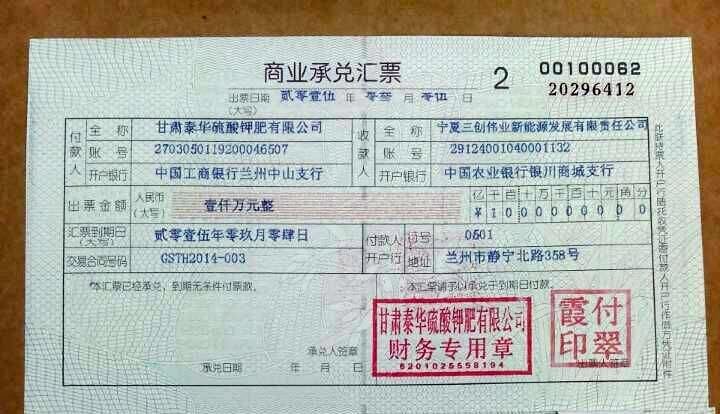 商业承兑汇票 2 00100062
20296412
出票日期 贰零壹伍 年 零叁 月 零伍 日
(大写)
付款人 全称 甘肃泰华硫酸钾肥有限公司 收款人 全称 宁夏三创伟业新能源发展有限责任公司
账号 2703050119200046507 账号 29124001040001132
开户银行 中国工商银行兰州中山支行 开户银行 中国农业银行银川商城支行
出票金额 人民币 壹仟万元整 亿千百十万千百十元角分
(大写) ¥1000000000
汇票到期日 贰零壹伍年零玖月零肆日 付款人 行号 0501
(大写)
交易合同号码 GSTH2014-003 开户行 地址 兰州市静宁北路358号
本汇票已经承兑,到期无条件付票款。 本汇票请予以承兑于到期日付款。
甘肃泰华硫酸钾肥有限公司
财务专用章
6201025558194
付翠霞印
承兑人签章 出票人签章
承兑日期 年 月 日